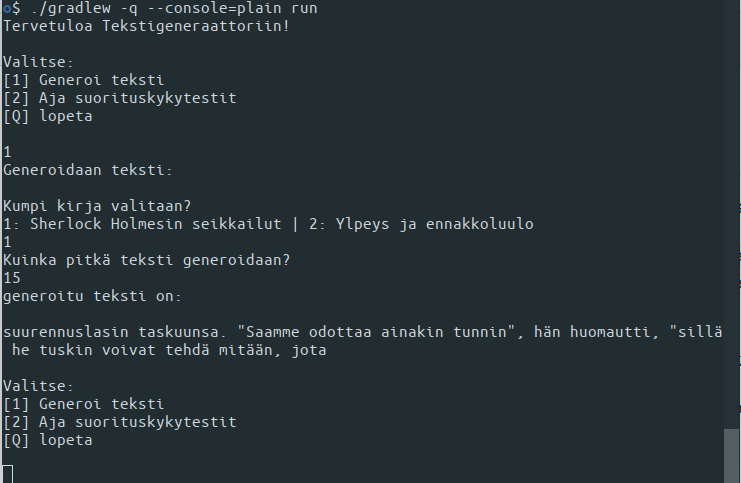 o$ ./gradlew -q --console=plain run
Tervetuloa Tekstigeneraattoriin!
Valitse:
[1] Generoi teksti
[2] Aja suorituskykytestit
[Q] lopeta
1
Generoidaan teksti:
Kumpi kirja valitaan?
1: Sherlock Holmesin seikkailut | 2: Ylpeys ja ennakkoluulo
1
Kuinka pitkä teksti generoidaan?
15
generoitu teksti on:
suurennuslasin taskuunsa. "Saamme odottaa ainakin tunnin", hän huomautti, "sillä
he tuskin voivat tehdä mitään, jota
Valitse:
[1] Generoi teksti
[2] Aja suorituskykytestit
[Q] lopeta